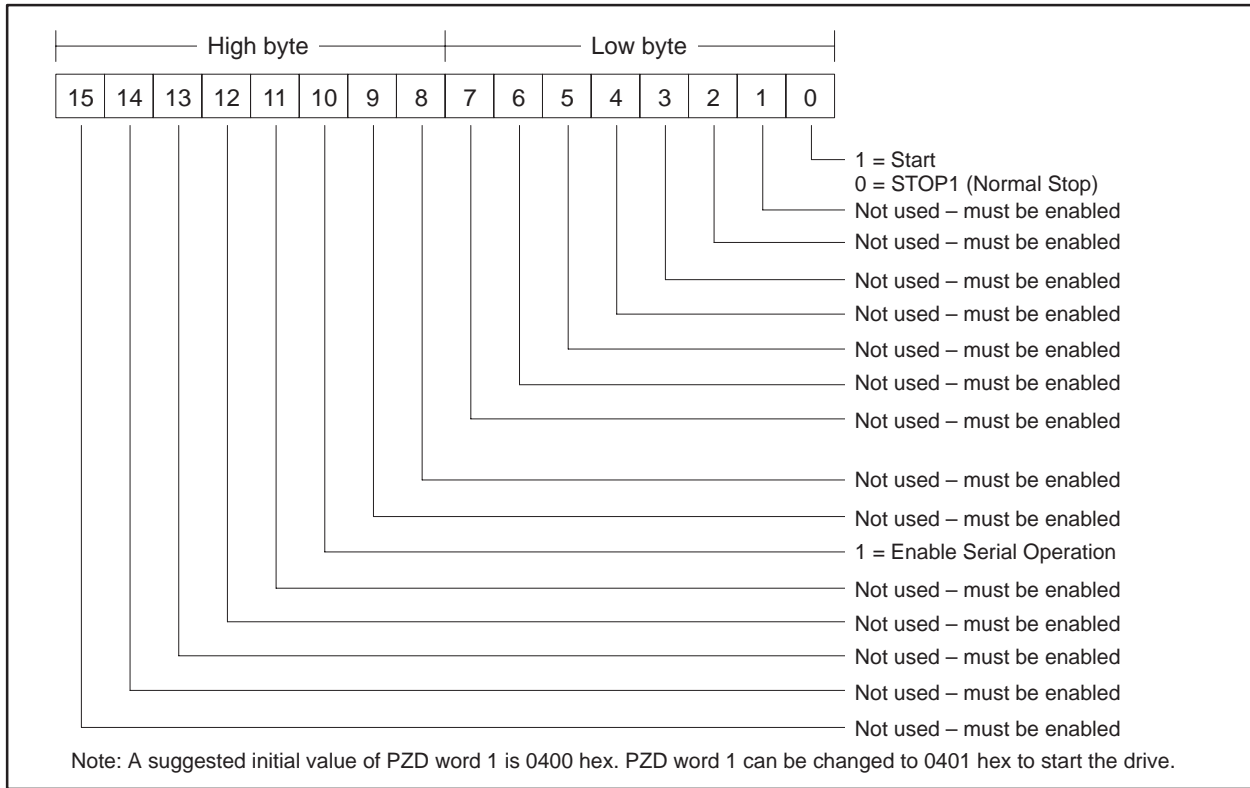 High byte Low byte
15 14 13 12 11 10 9 8 7 6 5 4 3 2 1 0
1 = Start
0 = STOP1 (Normal Stop)
Not used – must be enabled
Not used – must be enabled
Not used – must be enabled
Not used – must be enabled
Not used – must be enabled
Not used – must be enabled
Not used – must be enabled
Not used – must be enabled
Not used – must be enabled
1 = Enable Serial Operation
Not used – must be enabled
Not used – must be enabled
Not used – must be enabled
Not used – must be enabled
Not used – must be enabled
Note: A suggested initial value of PZD word 1 is 0400 hex. PZD word 1 can be changed to 0401 hex to start the drive.